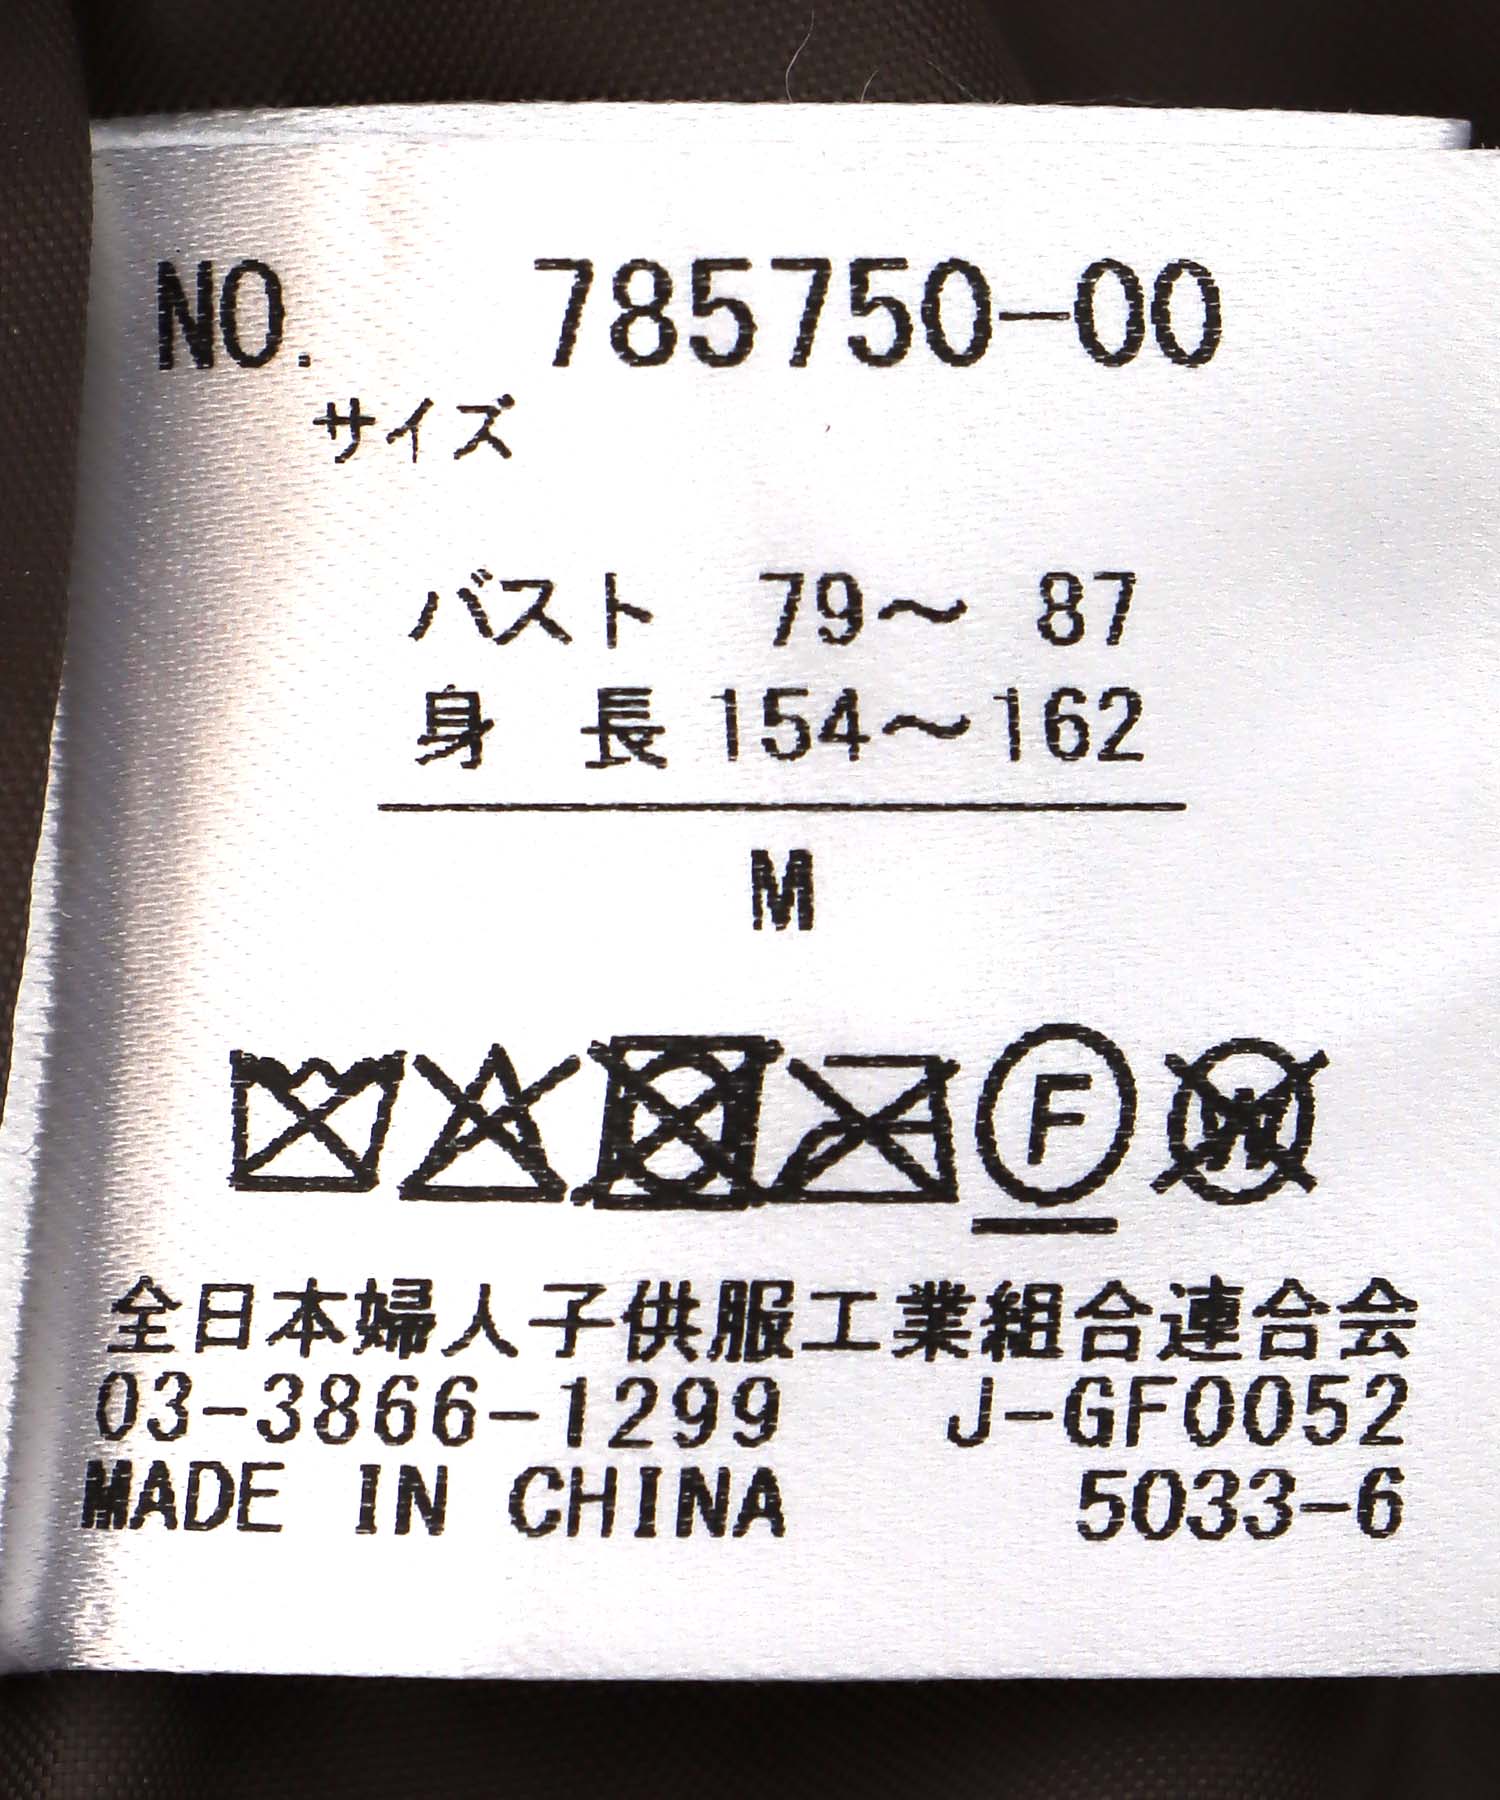 NO. 785750-00
サイズ
バスト 79〜 87
身 長 154〜162
M
F
W
全日本婦人子供服工業組合連合会
03-3866-1299 J-GF0052
MADE IN CHINA 5033-6